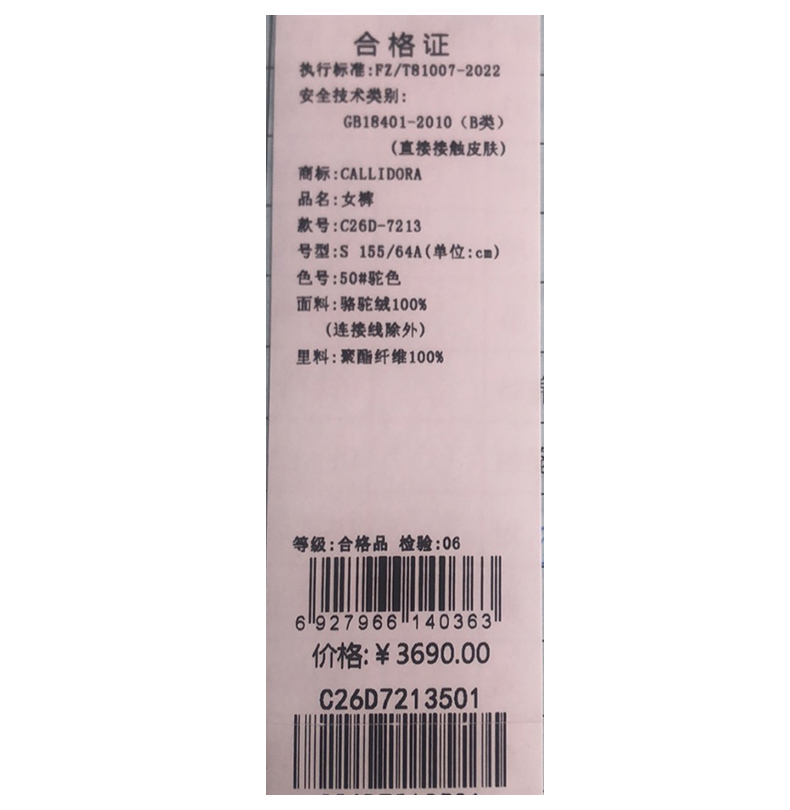 合格证
执行标准:FZ/T81007-2022
安全技术类别:
GB18401-2010（B类）
(直接接触皮肤)
商标:CALLIDORA
品名:女裤
款号:C26D-7213
号型:S 155/64A(单位:cm)
色号:50#驼色
面料:骆驼绒100%
(连接线除外)
里料:聚酯纤维100%
等级:合格品 检验:06
6 927966 140363
价格:¥3690.00
C26D7213501